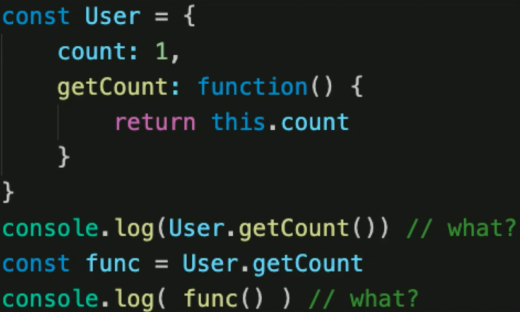 const User = {
    count: 1,
    getCount: function() {
        return this.count
    }
}
console.log(User.getCount()) // what?
const func = User.getCount
console.log( func() ) // what?